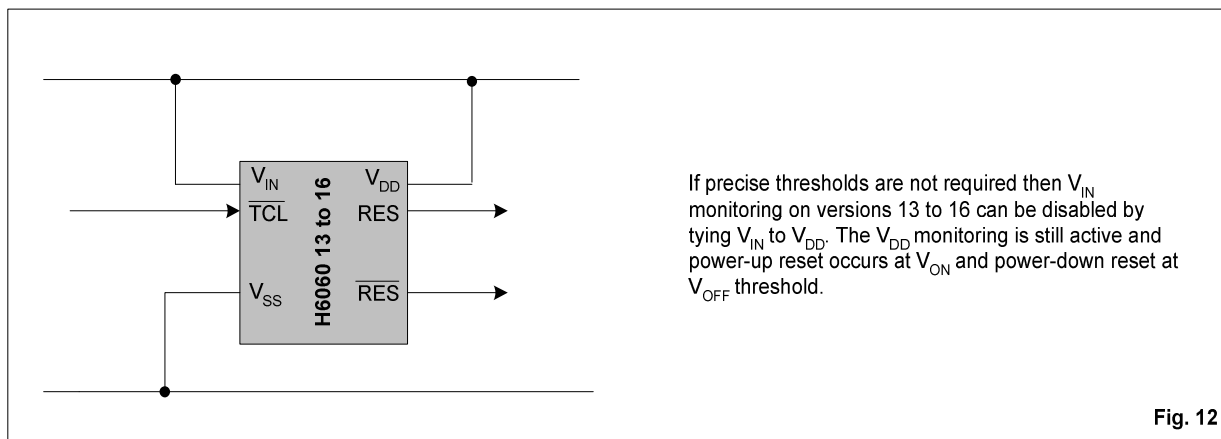 V_IN
V_DD
T̅C̅L̅
RES
V_SS
R̅E̅S̅
H6060 13 to 16
If precise thresholds are not required then V_IN
monitoring on versions 13 to 16 can be disabled by
tying V_IN to V_DD. The V_DD monitoring is still active and
power-up reset occurs at V_ON and power-down reset at
V_OFF threshold.
Fig. 12